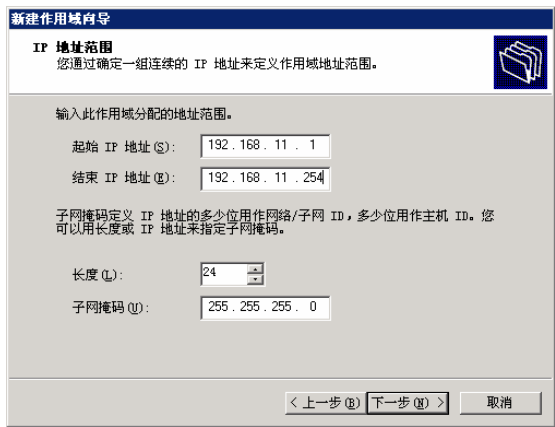 新建作用域向导
IP 地址范围
您通过确定一组连续的 IP 地址来定义作用域地址范围。
输入此作用域分配的地址范围。
起始 IP 地址(S): 192 . 168 . 11 . 1
结束 IP 地址(E): 192 . 168 . 11 . 254
子网掩码定义 IP 地址的多少位用作网络/子网 ID，多少位用作主机 ID。您
可以用长度或 IP 地址来指定子网掩码。
长度(L): 24
子网掩码(U): 255 . 255 . 255 . 0
< 上一步(B) 下一步(N) > 取消